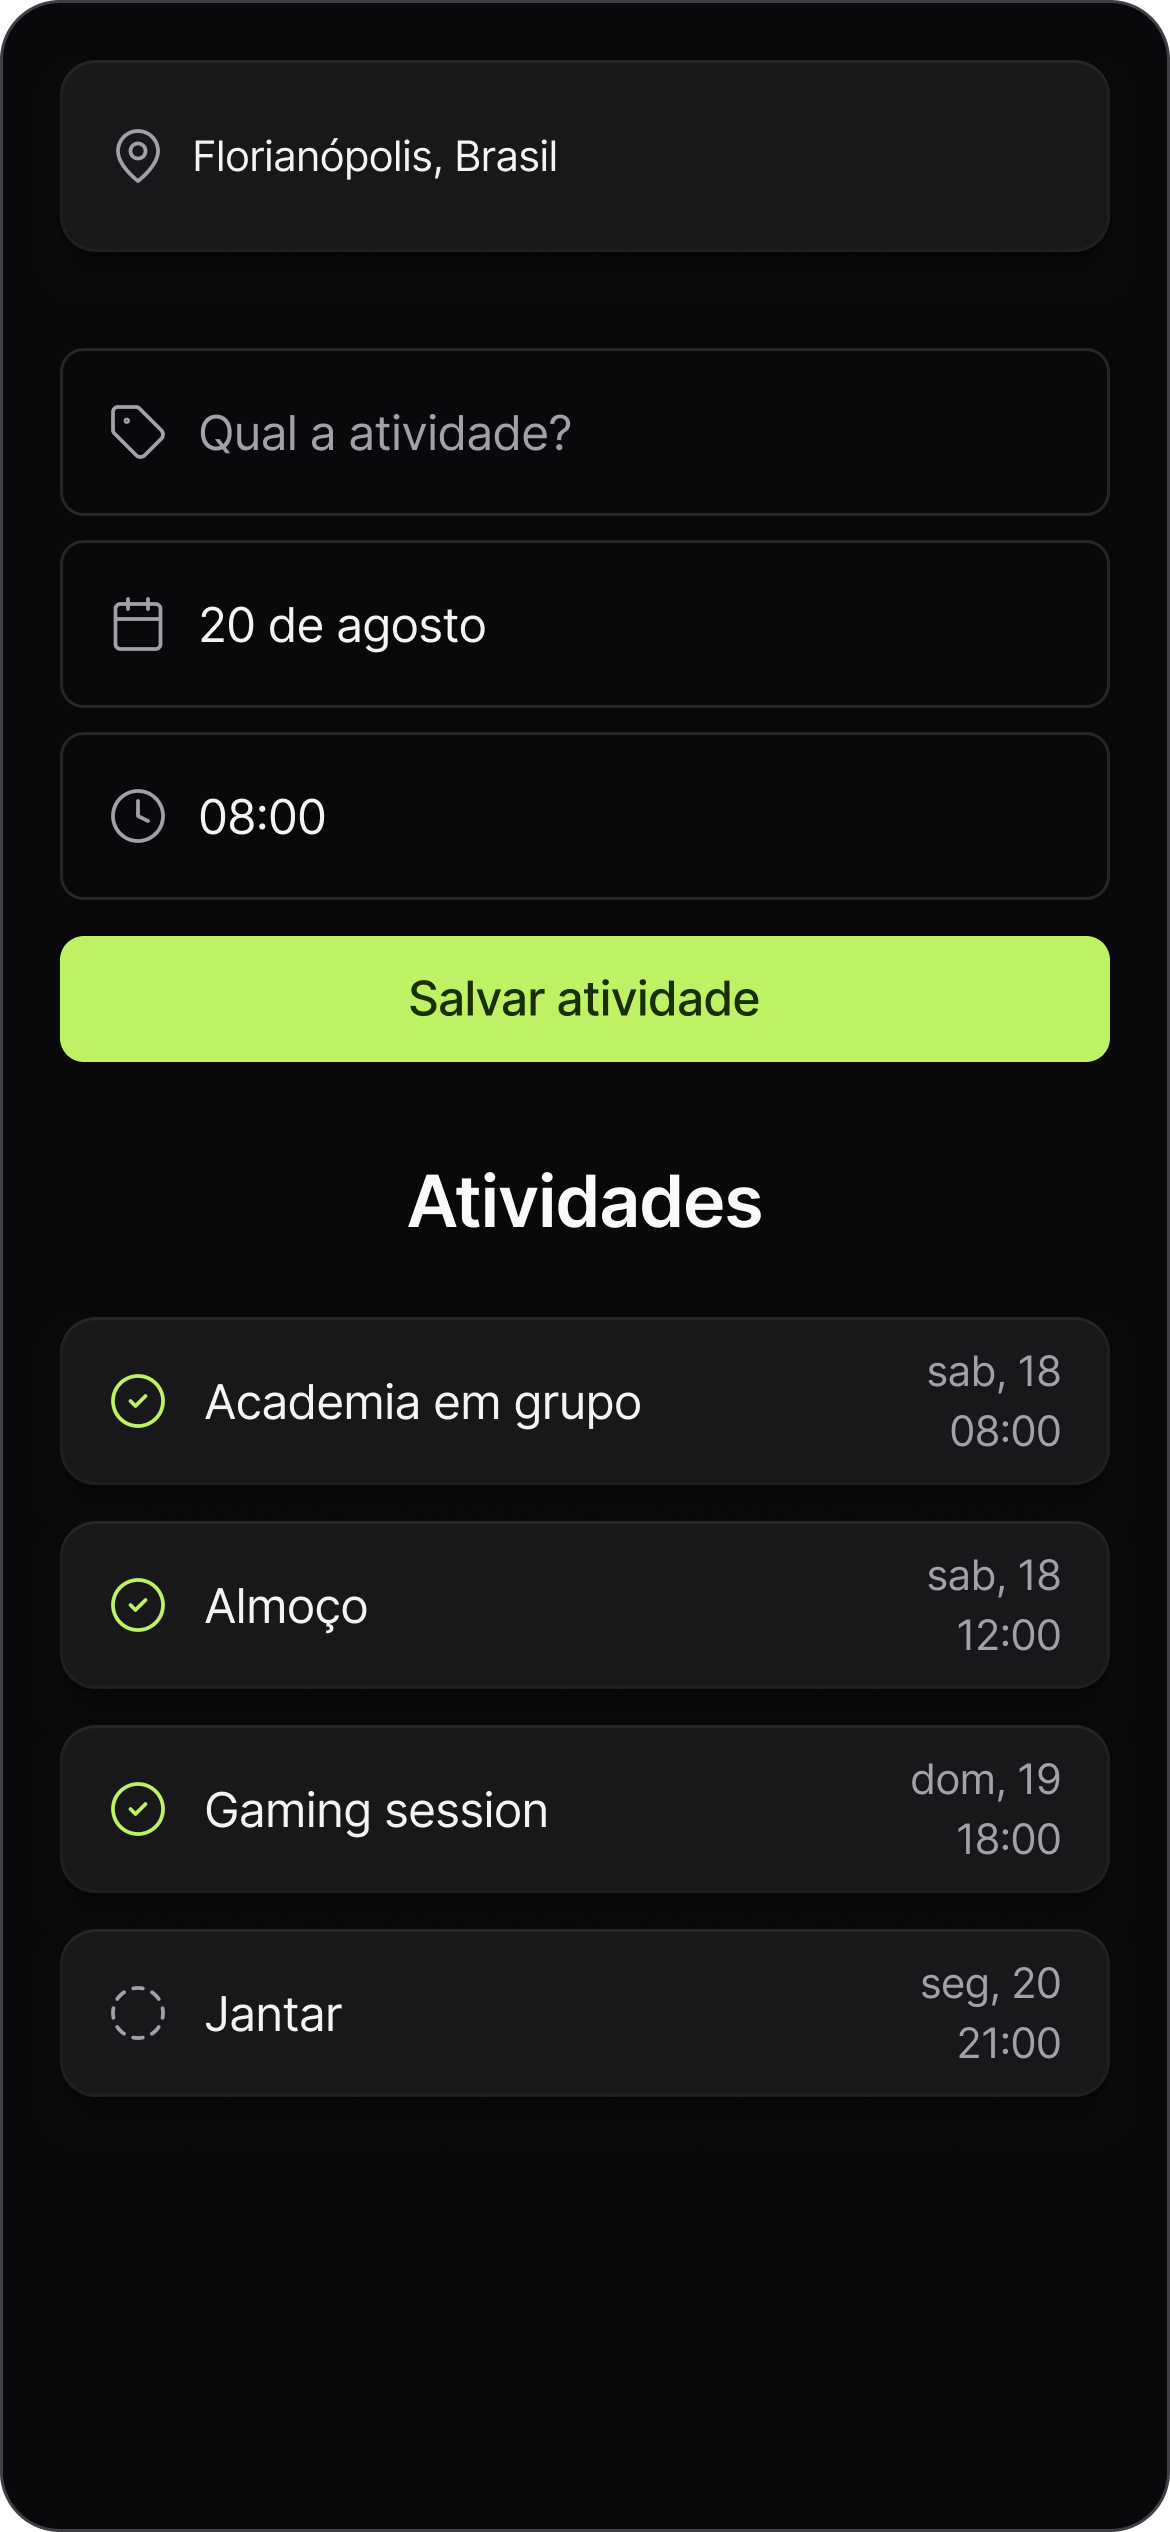 Florianópolis, Brasil
Qual a atividade?
20 de agosto
08:00
Salvar atividade
Atividades
Academia em grupo
sab, 18
08:00
Almoço
sab, 18
12:00
Gaming session
dom, 19
18:00
Jantar
seg, 20
21:00